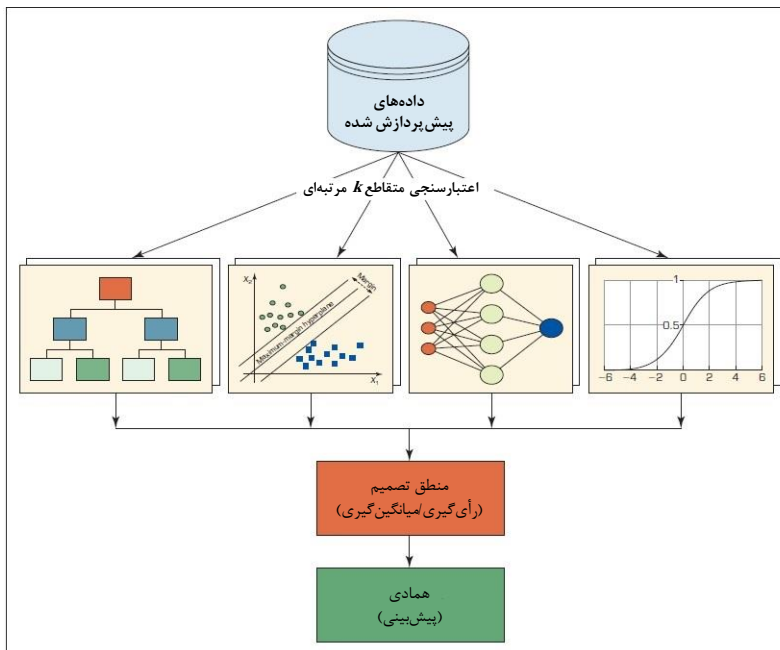 داده‌های
پیش‌پردازش شده
اعتبارسنجی متقاطع k مرتبه‌ای
X₂
Margin
Maximum-margin hyperplane
X₁
1
0.5
−6 −4 −2 0 2 4 6
منطق تصمیم
(رأی‌گیری/میانگین‌گیری)
همادی
(پیش‌بینی)